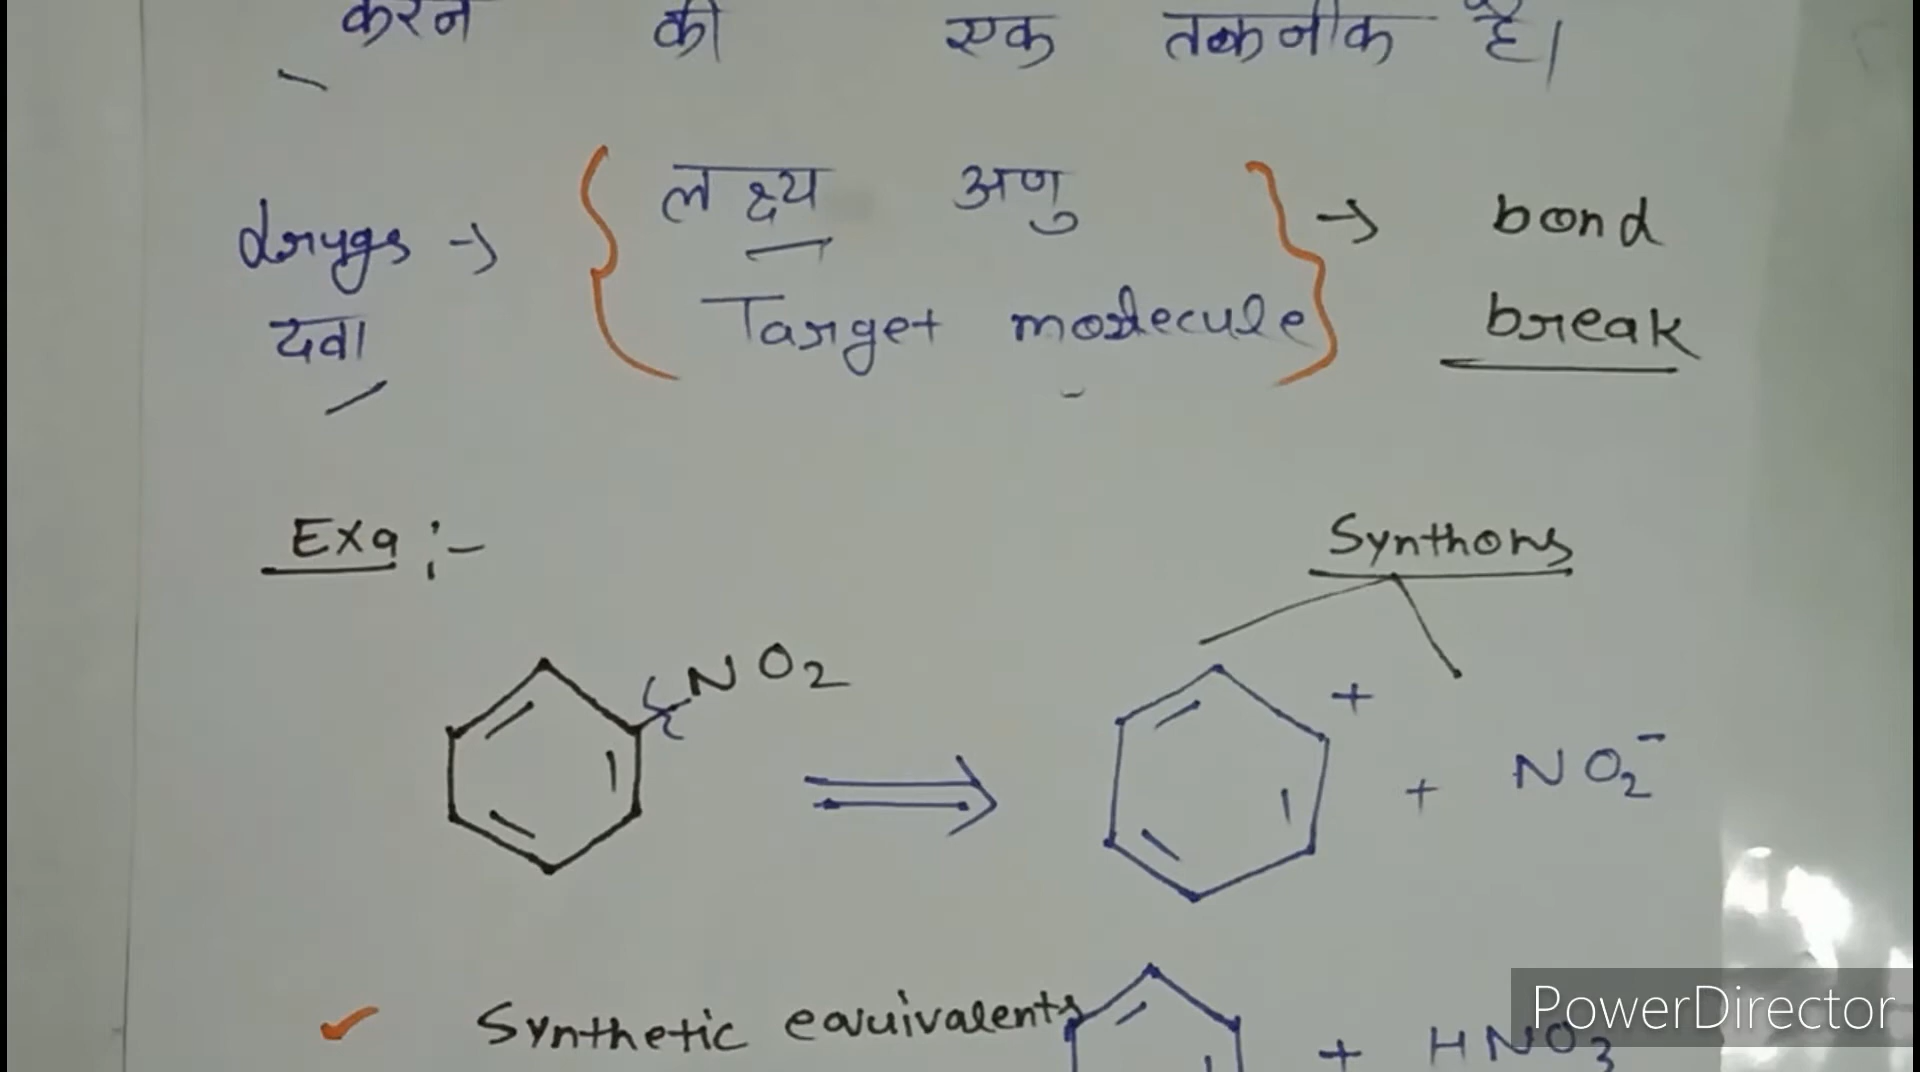 करने की एक तकनीक है।
drugs → { लक्ष्य अणु } → bond
दवा Target molecule break
Exa :-
Synthons
NO2
+
+ NO2-
✓ Synthetic equivalents + HNO3
PowerDirector